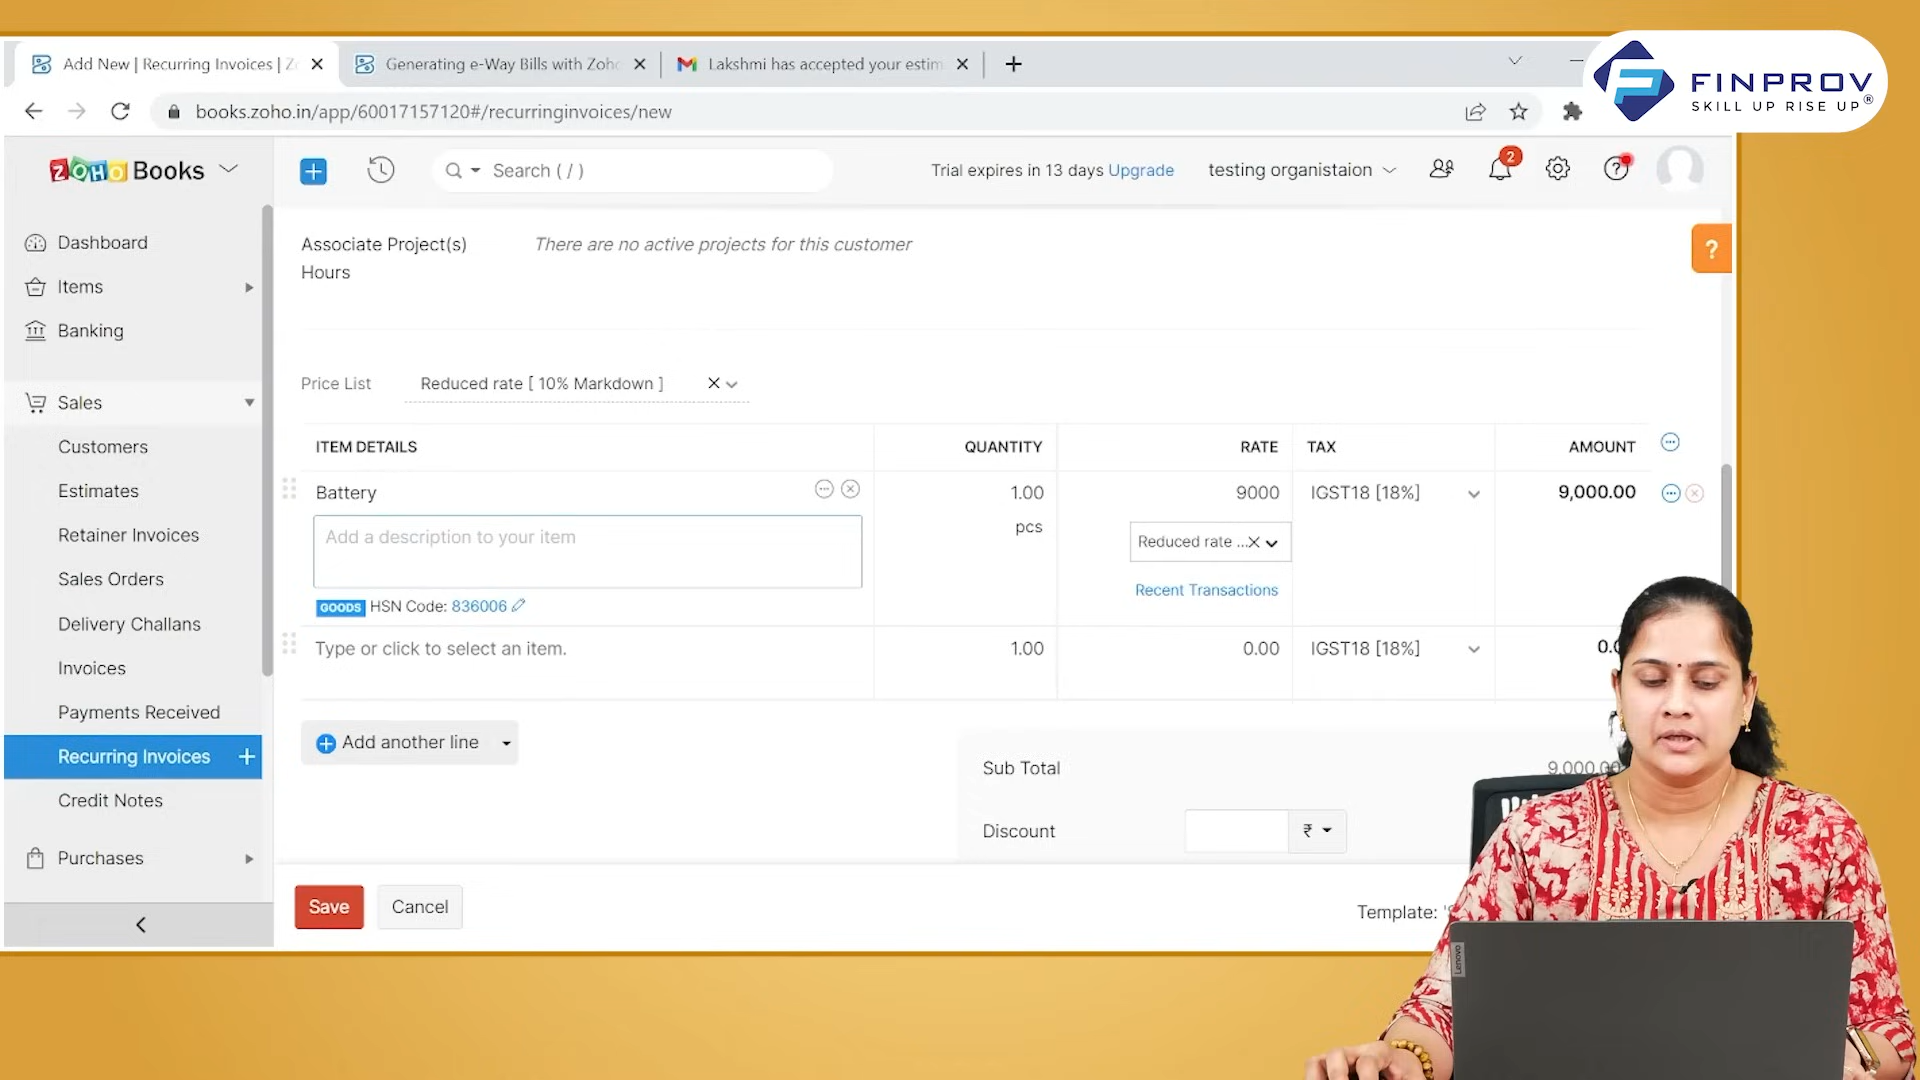 Add New | Recurring Invoices |
Generating e-Way Bills with Zoho
Lakshmi has accepted your estim
FINPROV
SKILL UP RISE UP®
books.zoho.in/app/60017157120#/recurringinvoices/new
ZOHO Books
Search ( / )
Trial expires in 13 days Upgrade
testing organistaion
2
?
?
Dashboard
Items
Banking
Sales
Customers
Estimates
Retainer Invoices
Sales Orders
Delivery Challans
Invoices
Payments Received
Recurring Invoices +
Credit Notes
Purchases
Associate Project(s)
Hours
There are no active projects for this customer
Price List
Reduced rate [ 10% Markdown ]
ITEM DETAILS QUANTITY RATE TAX AMOUNT
Battery 1.00 9000 IGST18 [18%] 9,000.00
Add a description to your item
pcs
Reduced rate ...
Recent Transactions
GOODS HSN Code: 836006
Type or click to select an item. 1.00 0.00 IGST18 [18%]
Add another line
Sub Total 9,000.00
Discount ₹
Save Cancel
Template:
Lenovo